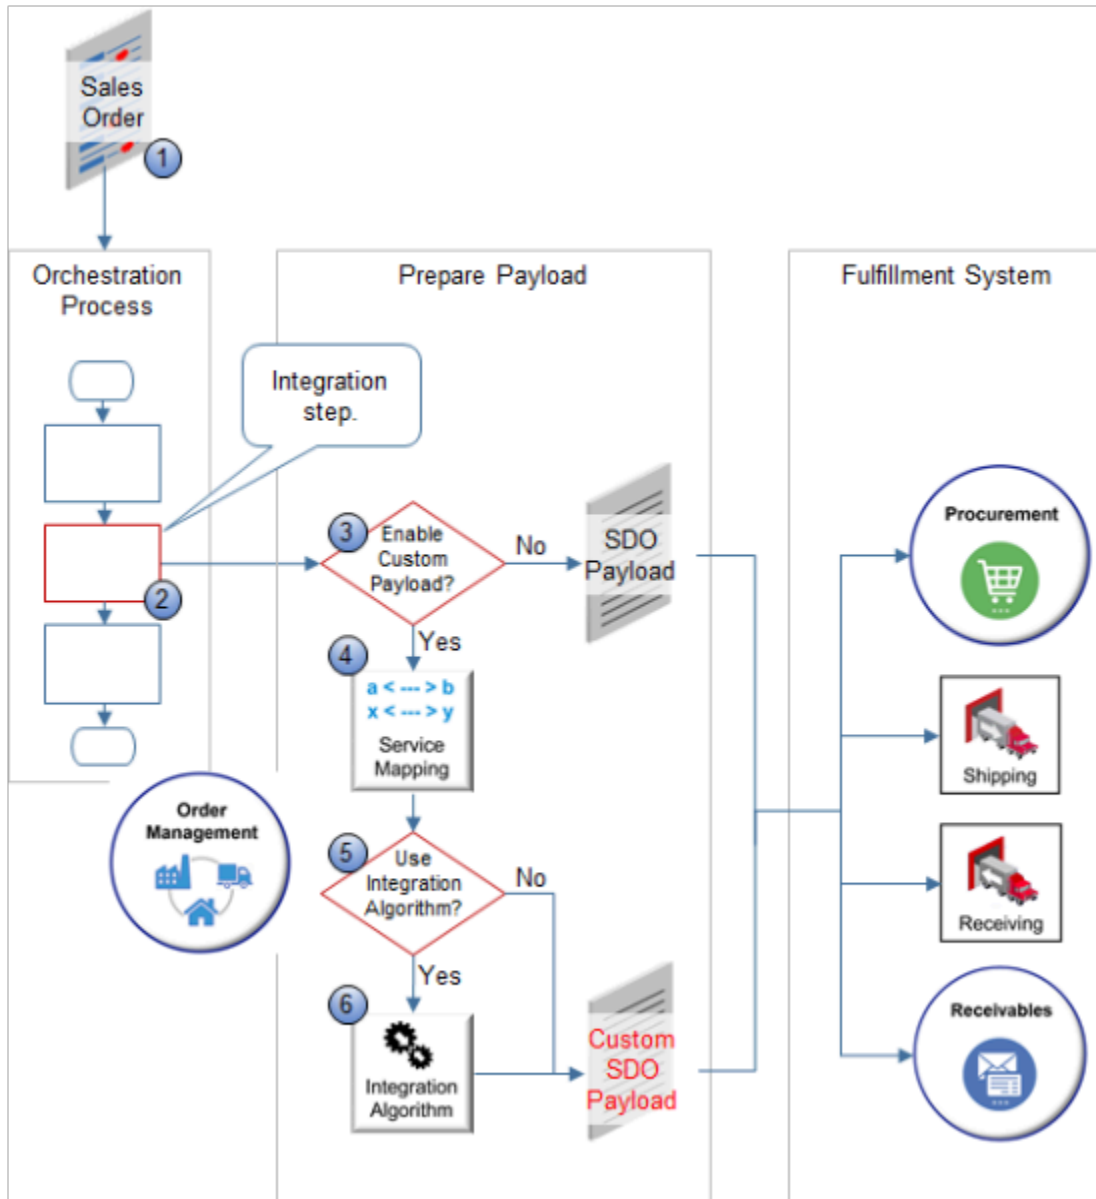 Sales
Order
1
Orchestration
Process
Prepare Payload
Fulfillment System
Integration
step.
2
3
Enable
Custom
Payload?
No
SDO
Payload
Yes
4
a < --- > b
x < --- > y
Service
Mapping
Order
Management
5
Use
Integration
Algorithm?
No
Yes
6
Integration
Algorithm
Custom
SDO
Payload
Procurement
Shipping
Receiving
Receivables